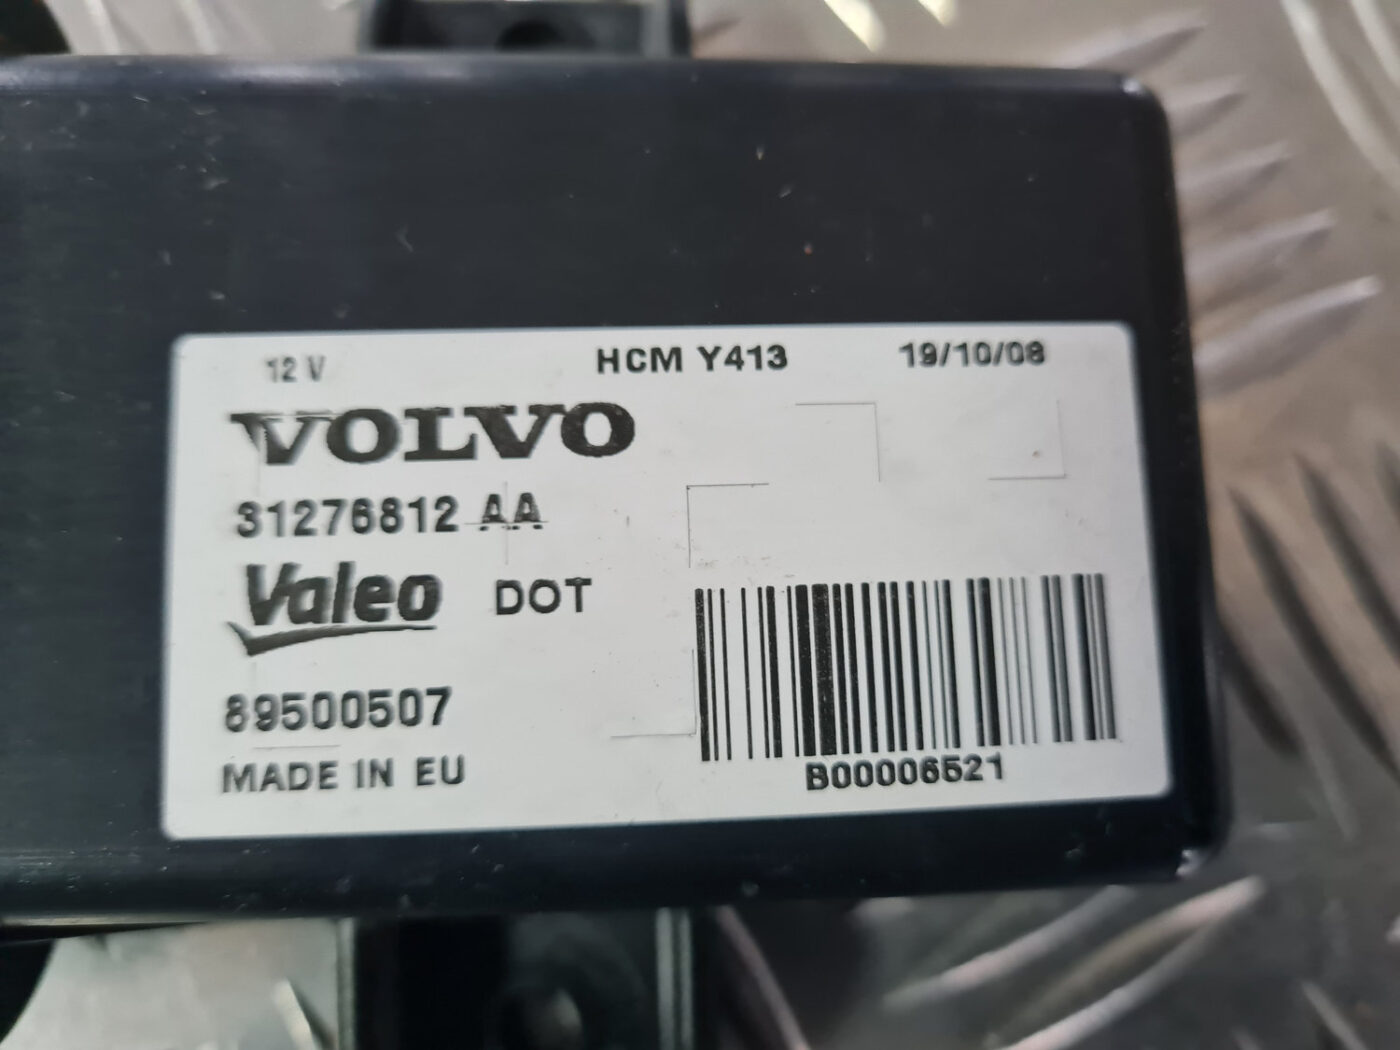 12 V HCM Y413 19/10/08
VOLVO
31276812 AA
Valeo DOT
89500507
MADE IN EU
B00006521